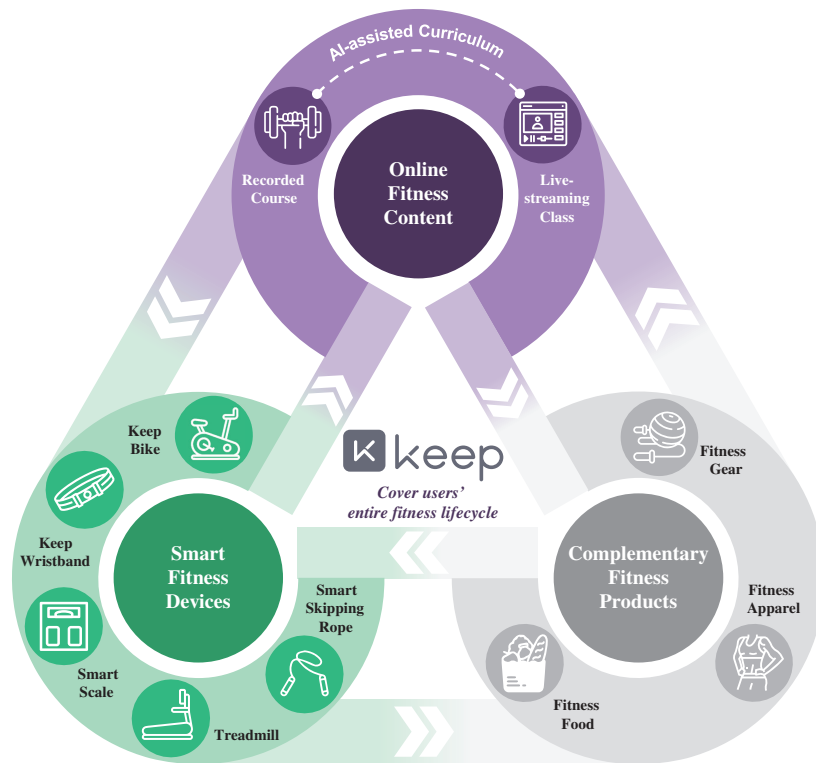 AI-assisted Curriculum
Recorded
Course
Online
Fitness
Content
Live-
streaming
Class
Keep
Bike
Keep
Wristband
Smart
Scale
Treadmill
Smart
Skipping
Rope
Smart
Fitness
Devices
K keep
Cover users'
entire fitness lifecycle
Fitness
Gear
Complementary
Fitness
Products
Fitness
Apparel
Fitness
Food